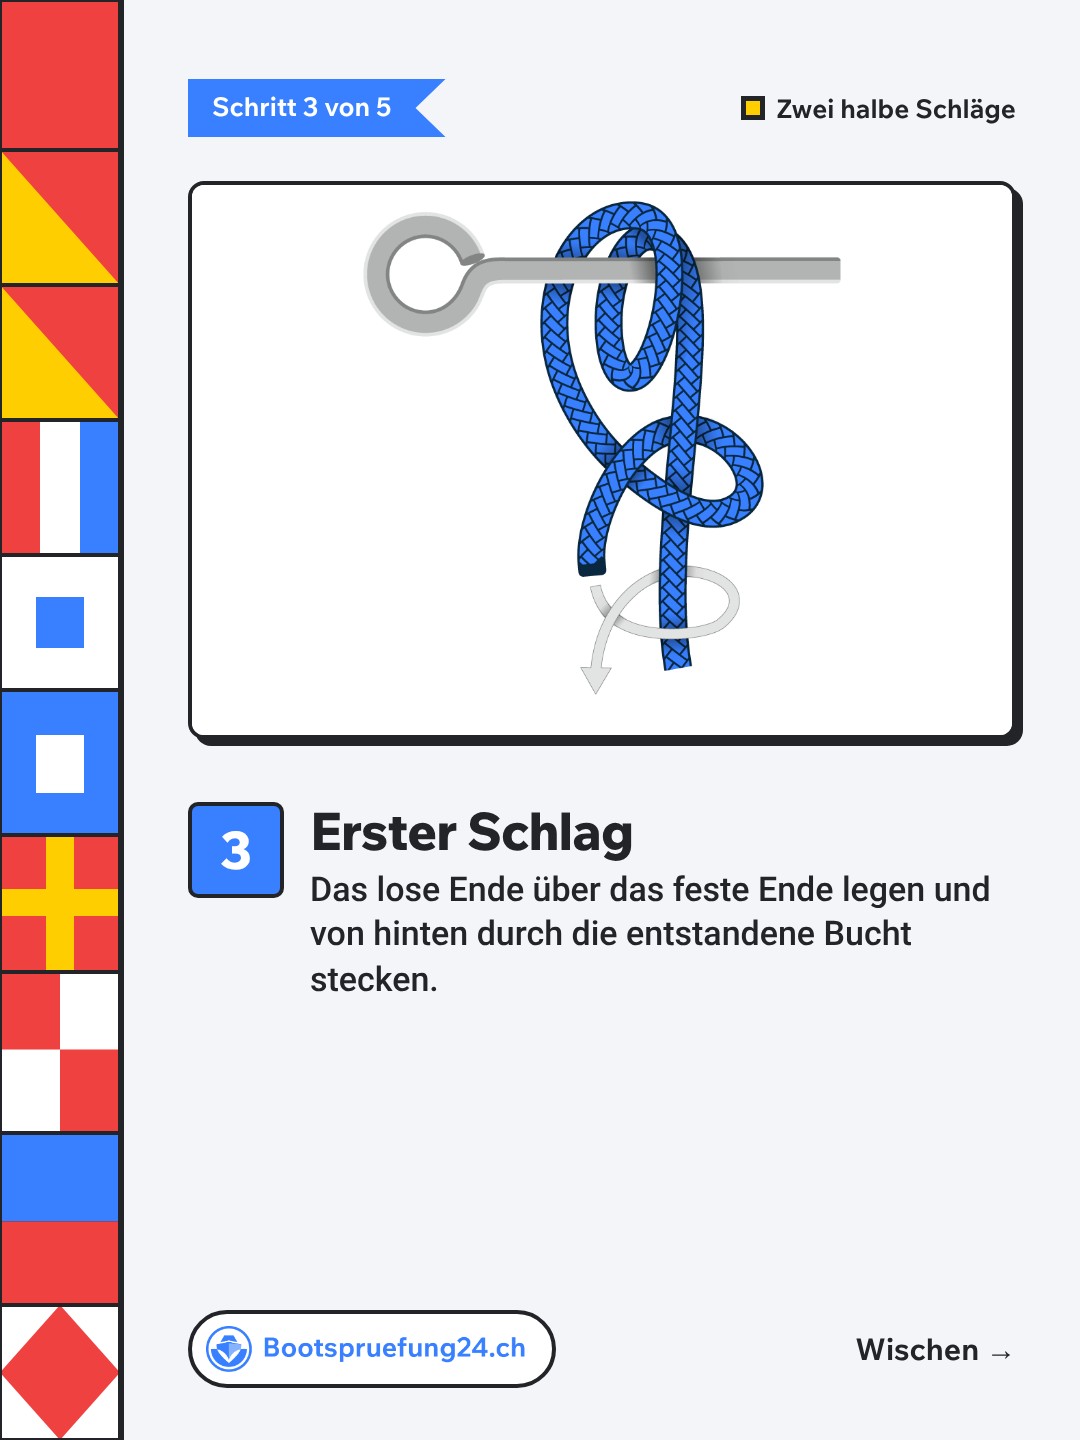 Schritt 3 von 5
Zwei halbe Schläge
3
Erster Schlag
Das lose Ende über das feste Ende legen und
von hinten durch die entstandene Bucht
stecken.
Bootspruefung24.ch
Wischen →